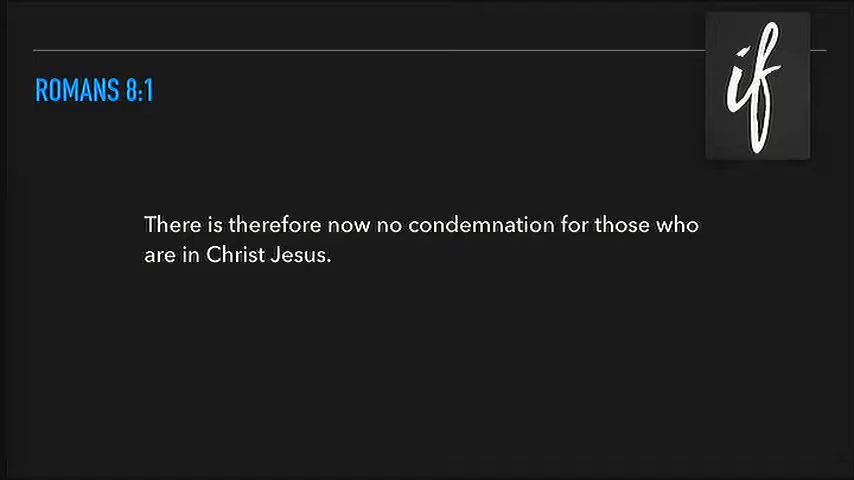 ROMANS 8:1
if
There is therefore now no condemnation for those who
are in Christ Jesus.